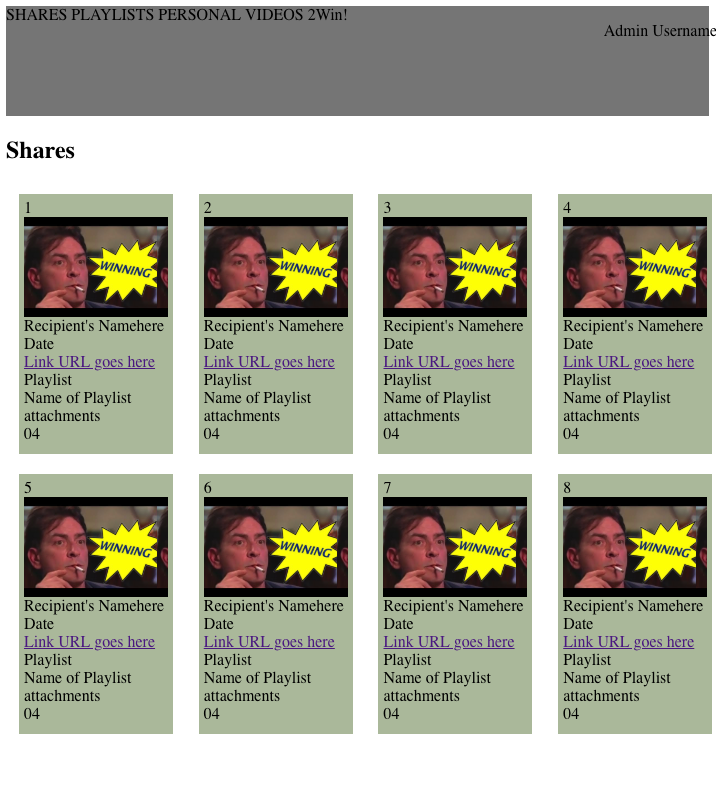 SHARES PLAYLISTS PERSONAL VIDEOS 2Win!
Admin Username
Shares
1
WINNING
Recipient's Namehere
Date
Link URL goes here
Playlist
Name of Playlist
attachments
04
2
WINNING
Recipient's Namehere
Date
Link URL goes here
Playlist
Name of Playlist
attachments
04
3
WINNING
Recipient's Namehere
Date
Link URL goes here
Playlist
Name of Playlist
attachments
04
4
WINNING
Recipient's Namehere
Date
Link URL goes here
Playlist
Name of Playlist
attachments
04
5
WINNING
Recipient's Namehere
Date
Link URL goes here
Playlist
Name of Playlist
attachments
04
6
WINNING
Recipient's Namehere
Date
Link URL goes here
Playlist
Name of Playlist
attachments
04
7
WINNING
Recipient's Namehere
Date
Link URL goes here
Playlist
Name of Playlist
attachments
04
8
WINNING
Recipient's Namehere
Date
Link URL goes here
Playlist
Name of Playlist
attachments
04